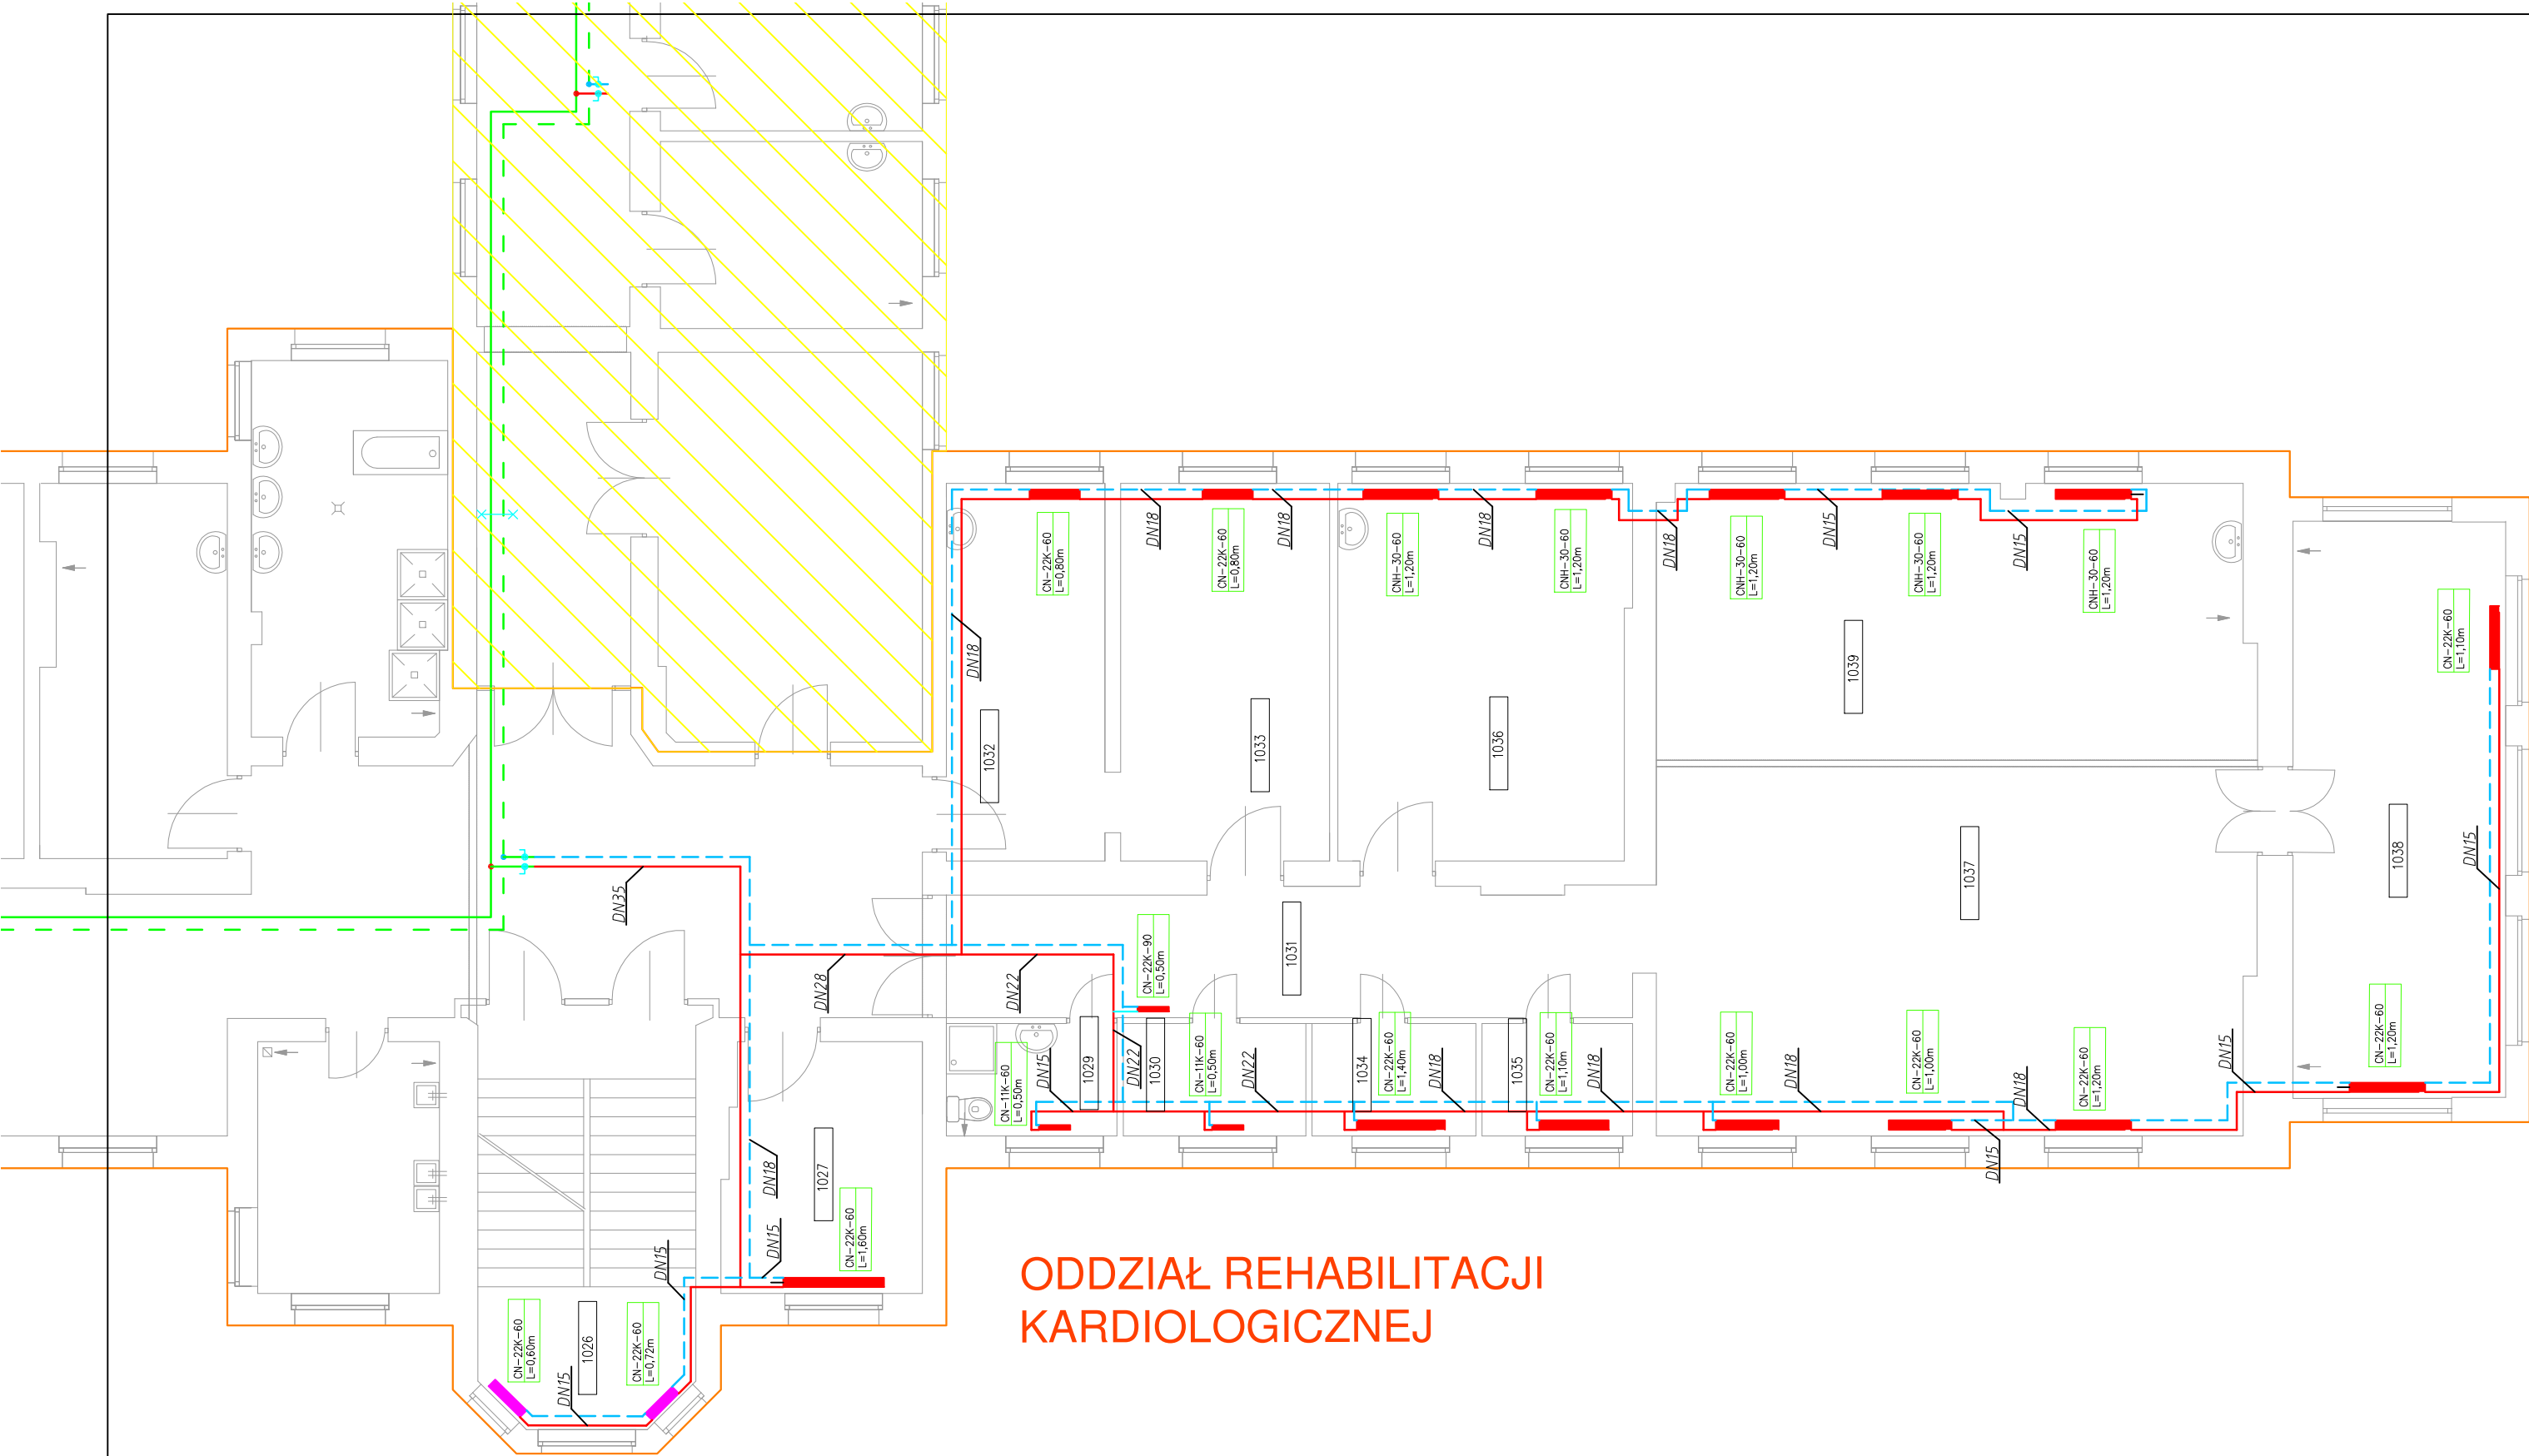 CN-22K-60
L=0,80m
DN18
CN-22K-60
L=0,80m
DN18
CNH-30-60
L=1,20m
DN18
CNH-30-60
L=1,20m
DN18
CNH-30-60
L=1,20m
DN15
CNH-30-60
L=1,20m
DN15
CNH-30-60
L=1,20m
CN-22K-60
L=1,10m
DN18
1032
1033
1036
1039
1037
1038
DN15
DN35
DN28
DN22
CN-22K-90
L=0,50m
1031
CN-11K-60
L=0,50m
DN15
1029
DN22
1030
CN-11K-60
L=0,50m
DN22
1034
CN-22K-60
L=1,40m
DN18
1035
CN-22K-60
L=1,10m
DN18
CN-22K-60
L=1,00m
DN18
CN-22K-60
L=1,00m
DN15
DN18
CN-22K-60
L=1,20m
DN15
CN-22K-60
L=1,20m
DN18
1027
DN15
DN15
CN-22K-60
L=1,60m
CN-22K-60
L=0,60m
DN15
1026
CN-22K-60
L=0,72m
ODDZIAŁ REHABILITACJI
KARDIOLOGICZNEJ